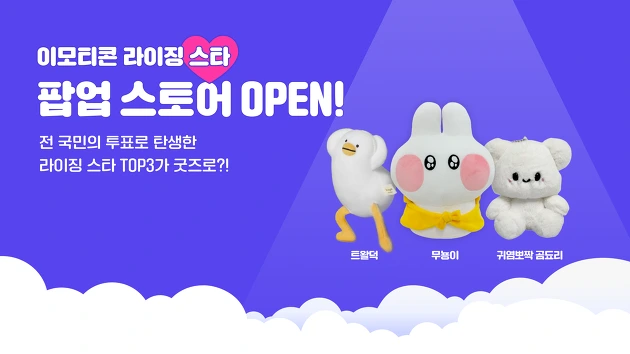 이모티콘 라이징 스타
팝업 스토어 OPEN!
전 국민의 투표로 탄생한
라이징 스타 TOP3가 굿즈로?!
트왈덕
무뇽이
귀염뽀짝 곰됴리